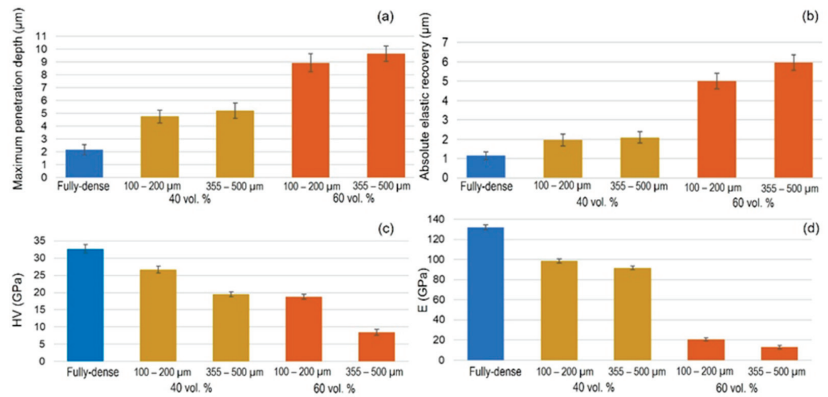 (a)
Maximum penetration depth (µm)
11
10
9
8
7
6
5
4
3
2
1
0
Fully-dense 100 – 200 µm 355 – 500 µm 100 – 200 µm 355 – 500 µm
40 vol. % 60 vol. %
(b)
Absolute elastic recovery (µm)
7
6
5
4
3
2
1
0
Fully-dense 100 – 200 µm 355 – 500 µm 100 – 200 µm 355 – 500 µm
40 vol. % 60 vol. %
(c)
HV (GPa)
35
30
25
20
15
10
5
0
Fully-dense 100 – 200 µm 355 – 500 µm 100 – 200 µm 355 – 500 µm
40 vol. % 60 vol. %
(d)
E (GPa)
140
120
100
80
60
40
20
0
Fully-dense 100 – 200 µm 355 – 500 µm 100 – 200 µm 355 – 500 µm
40 vol. % 60 vol. %